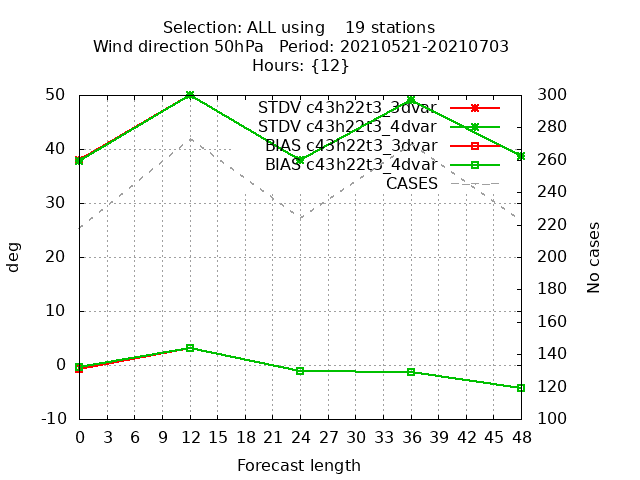 Selection: ALL using    19 stations
Wind direction 50hPa   Period: 20210521-20210703
Hours: {12}
STDV c43h22t3_3dvar
STDV c43h22t3_4dvar
BIAS c43h22t3_3dvar
BIAS c43h22t3_4dvar
CASES
50
40
30
20
10
0
-10
deg
300
280
260
240
220
200
180
160
140
120
100
No cases
0 3 6 9 12 15 18 21 24 27 30 33 36 39 42 45 48
Forecast length